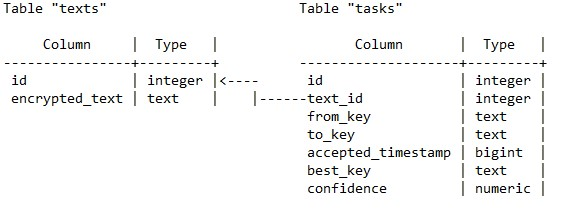 Table "texts"                         Table "tasks"
     Column     |  Type   |                Column       |  Type   |
----------------+---------+          -------------------+---------+
 id             | integer |<----      id                 | integer |
 encrypted_text | text    |    |------text_id           | integer |
                                      from_key           | text    |
                                      to_key             | text    |
                                      accepted_timestamp | bigint  |
                                      best_key           | text    |
                                      confidence         | numeric |